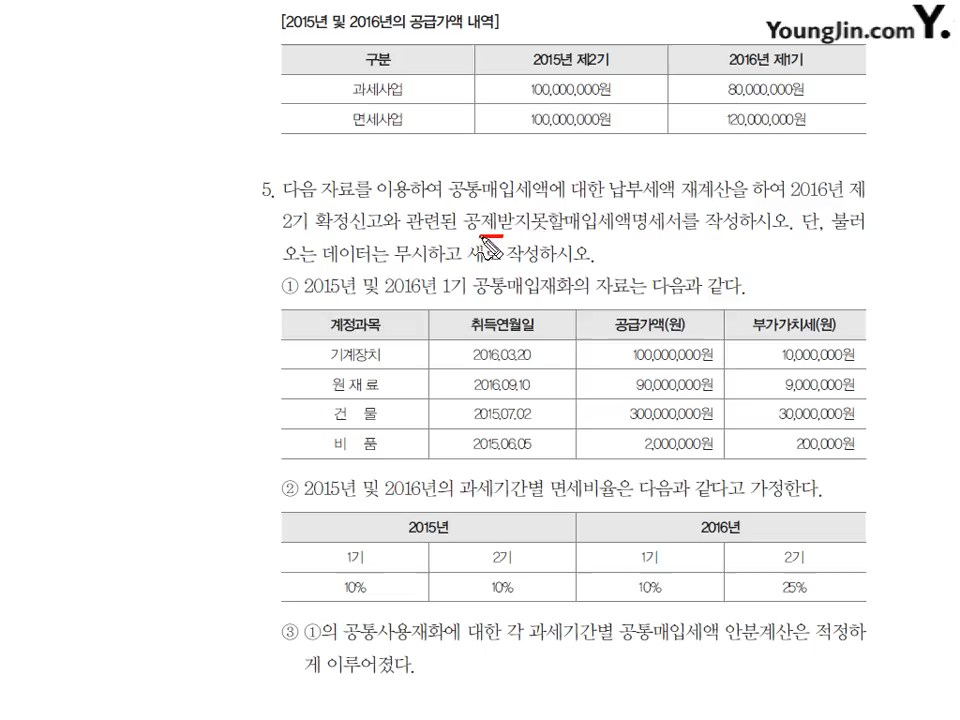 [2015년 및 2016년의 공급가액 내역]
YoungJin.com Y.
구분 2015년 제2기 2016년 제1기
과세사업 100,000,000원 80,000,000원
면세사업 100,000,000원 120,000,000원
5. 다음 자료를 이용하여 공통매입세액에 대한 납부세액 재계산을 하여 2016년 제
2기 확정신고와 관련된 공제받지못할매입세액명세서를 작성하시오. 단, 불러
오는 데이터는 무시하고 새로 작성하시오.
① 2015년 및 2016년 1기 공통매입재화의 자료는 다음과 같다.
계정과목 취득연월일 공급가액(원) 부가가치세(원)
기계장치 2016.03.20 100,000,000원 10,000,000원
원 재 료 2016.09.10 90,000,000원 9,000,000원
건 물 2015.07.02 300,000,000원 30,000,000원
비 품 2015.06.05 2,000,000원 200,000원
② 2015년 및 2016년의 과세기간별 면세비율은 다음과 같다고 가정한다.
2015년 2016년
1기 2기 1기 2기
10% 10% 10% 25%
③ ①의 공통사용재화에 대한 각 과세기간별 공통매입세액 안분계산은 적정하
게 이루어졌다.